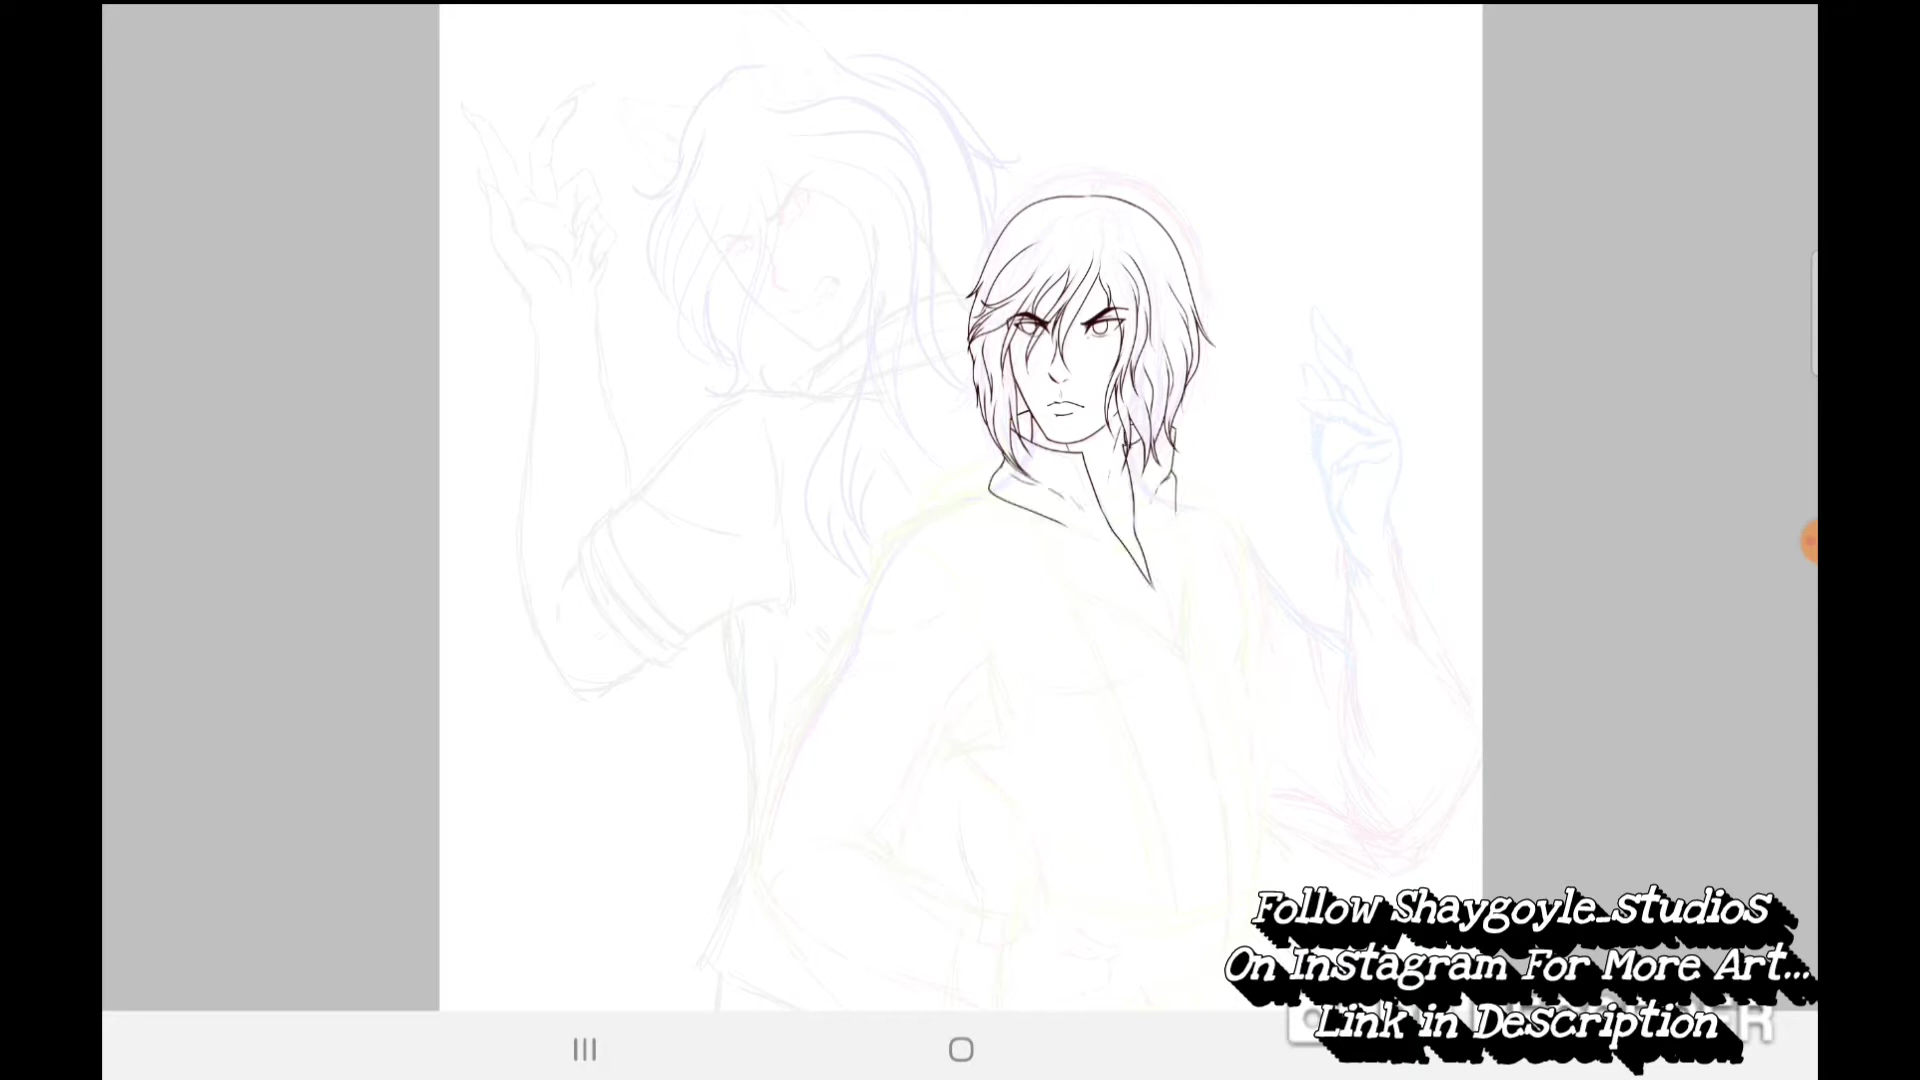 Follow Shaygoyle_studios
On Instagram For More Art...
Link in Description